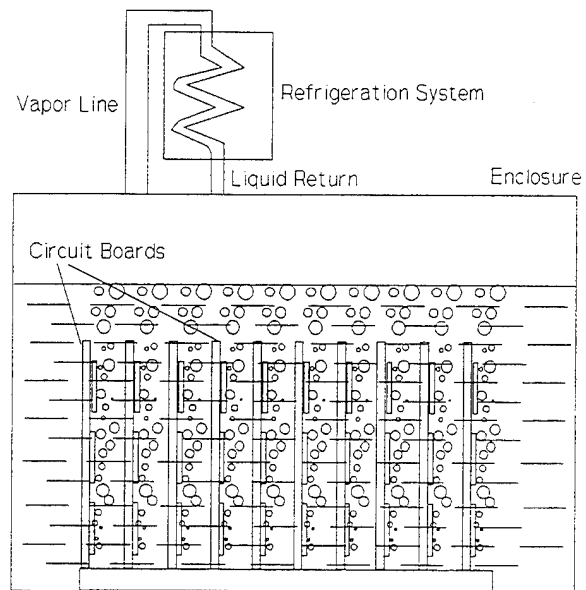 Vapor Line
Refrigeration System
Liquid Return
Enclosure
Circuit Boards